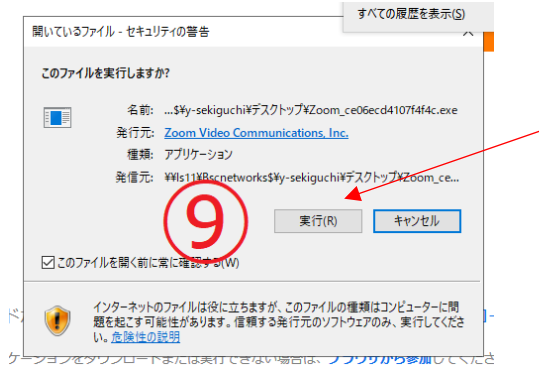 すべての履歴を表示(S)
開いているファイル - セキュリティの警告
このファイルを実行しますか?
名前: ...$¥y-sekiguchi¥デスクトップ¥Zoom_ce06ecd4107f4f4c.exe
発行元: Zoom Video Communications, Inc.
種類: アプリケーション
発信元: ¥¥ls11¥Bscnetworks$¥y-sekiguchi¥デスクトップ¥Zoom_ce...
⑨
実行(R) キャンセル
このファイルを開く前に常に確認する(W)
インターネットのファイルは役に立ちますが、このファイルの種類はコンピューターに問
題を起こす可能性があります。信頼する発行元のソフトウェアのみ、実行してくださ
い。危険性の説明
ケーションをダウンロードまたは実行できない場合は、ブラウザから参加してくださ